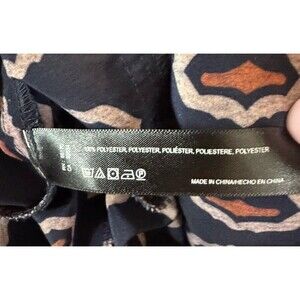 100% POLYESTER, POLYESTER, POLIÉSTER, POLIESTERE, POLYESTER
MADE IN CHINA/HECHO EN CHINA